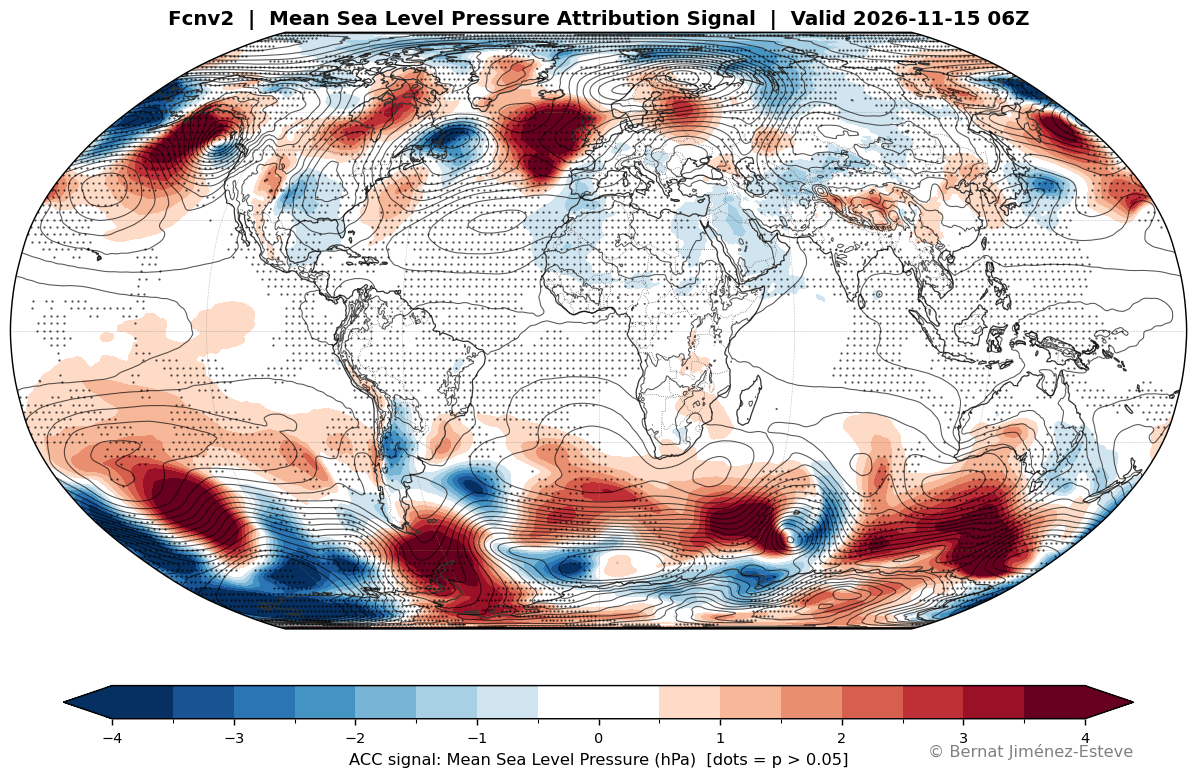 Fcnv2  |  Mean Sea Level Pressure Attribution Signal  |  Valid 2026-11-15 06Z
−4 −3 −2 −1 0 1 2 3 4
ACC signal: Mean Sea Level Pressure (hPa)  [dots = p > 0.05]
© Bernat Jiménez-Esteve